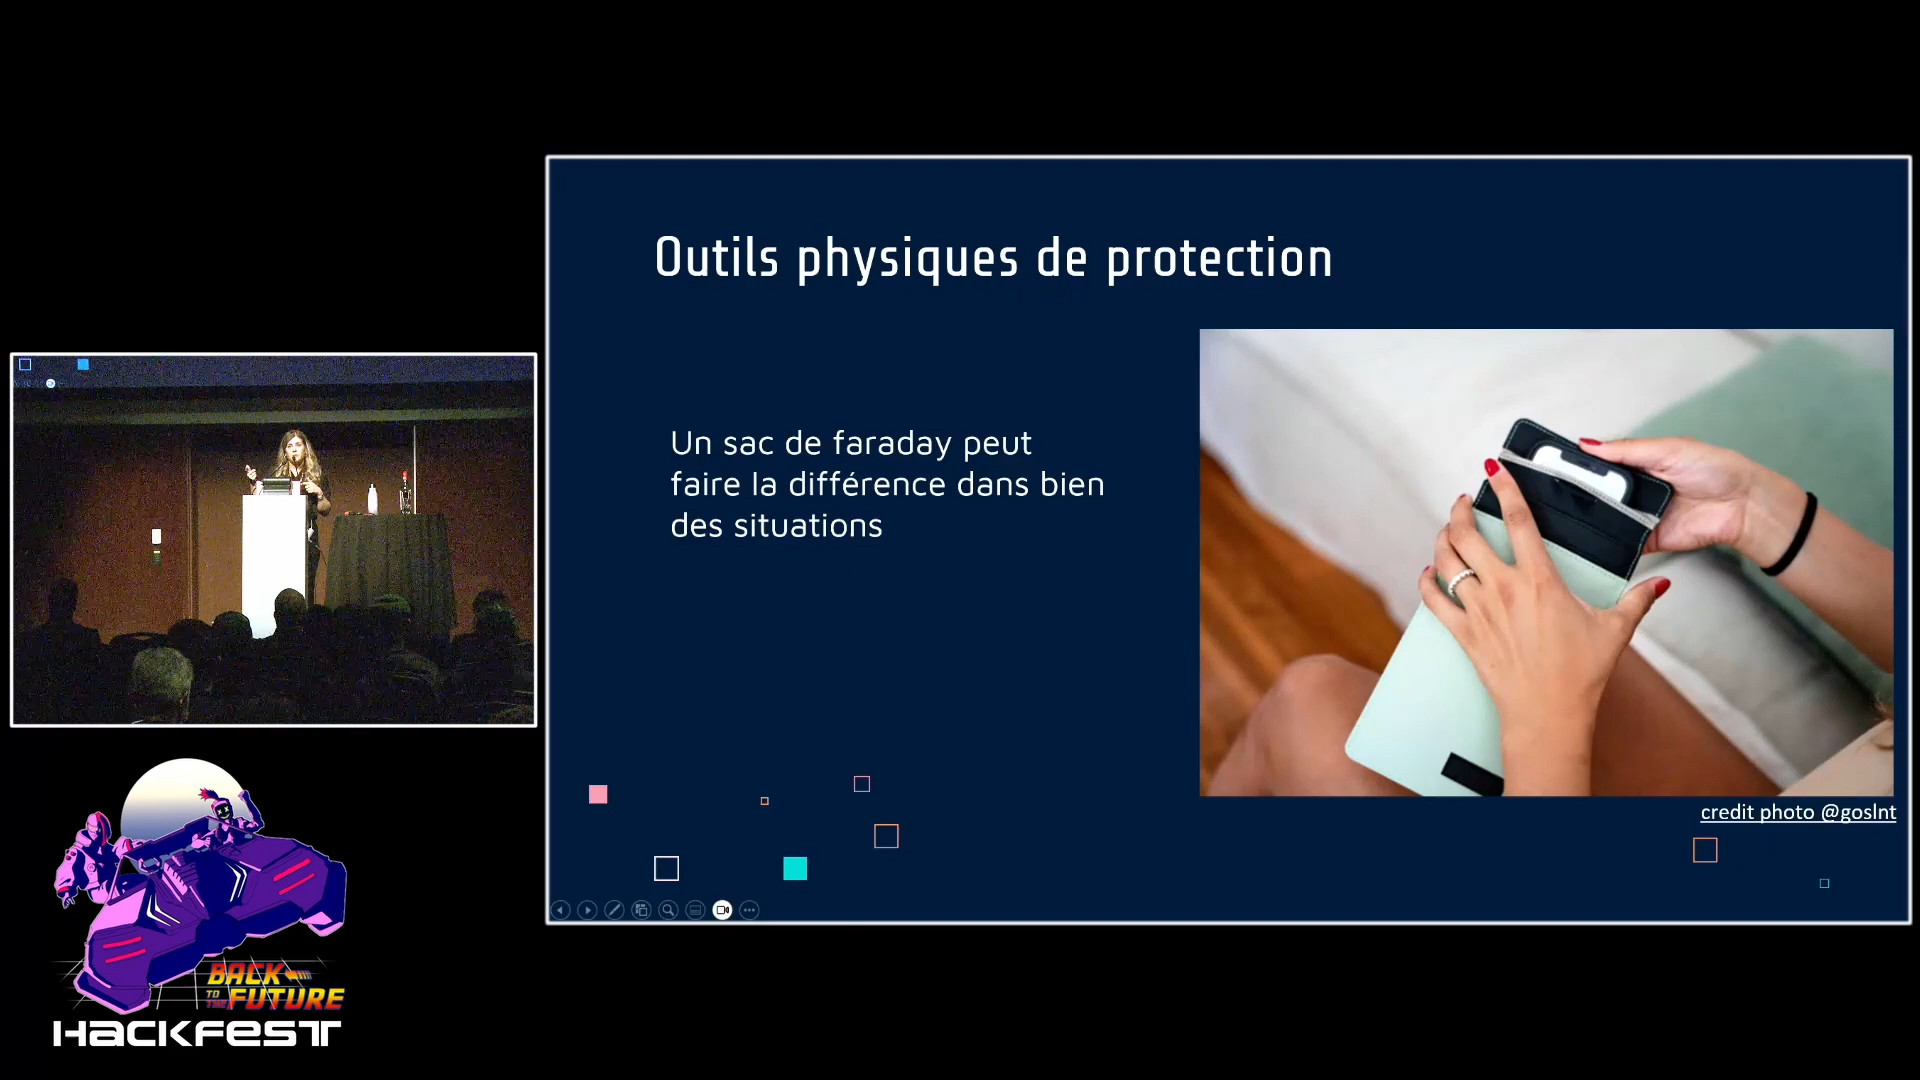 Outils physiques de protection
Un sac de faraday peut
faire la différence dans bien
des situations
credit photo @goslnt
BACK
TO THE FUTURE
HACKFEST